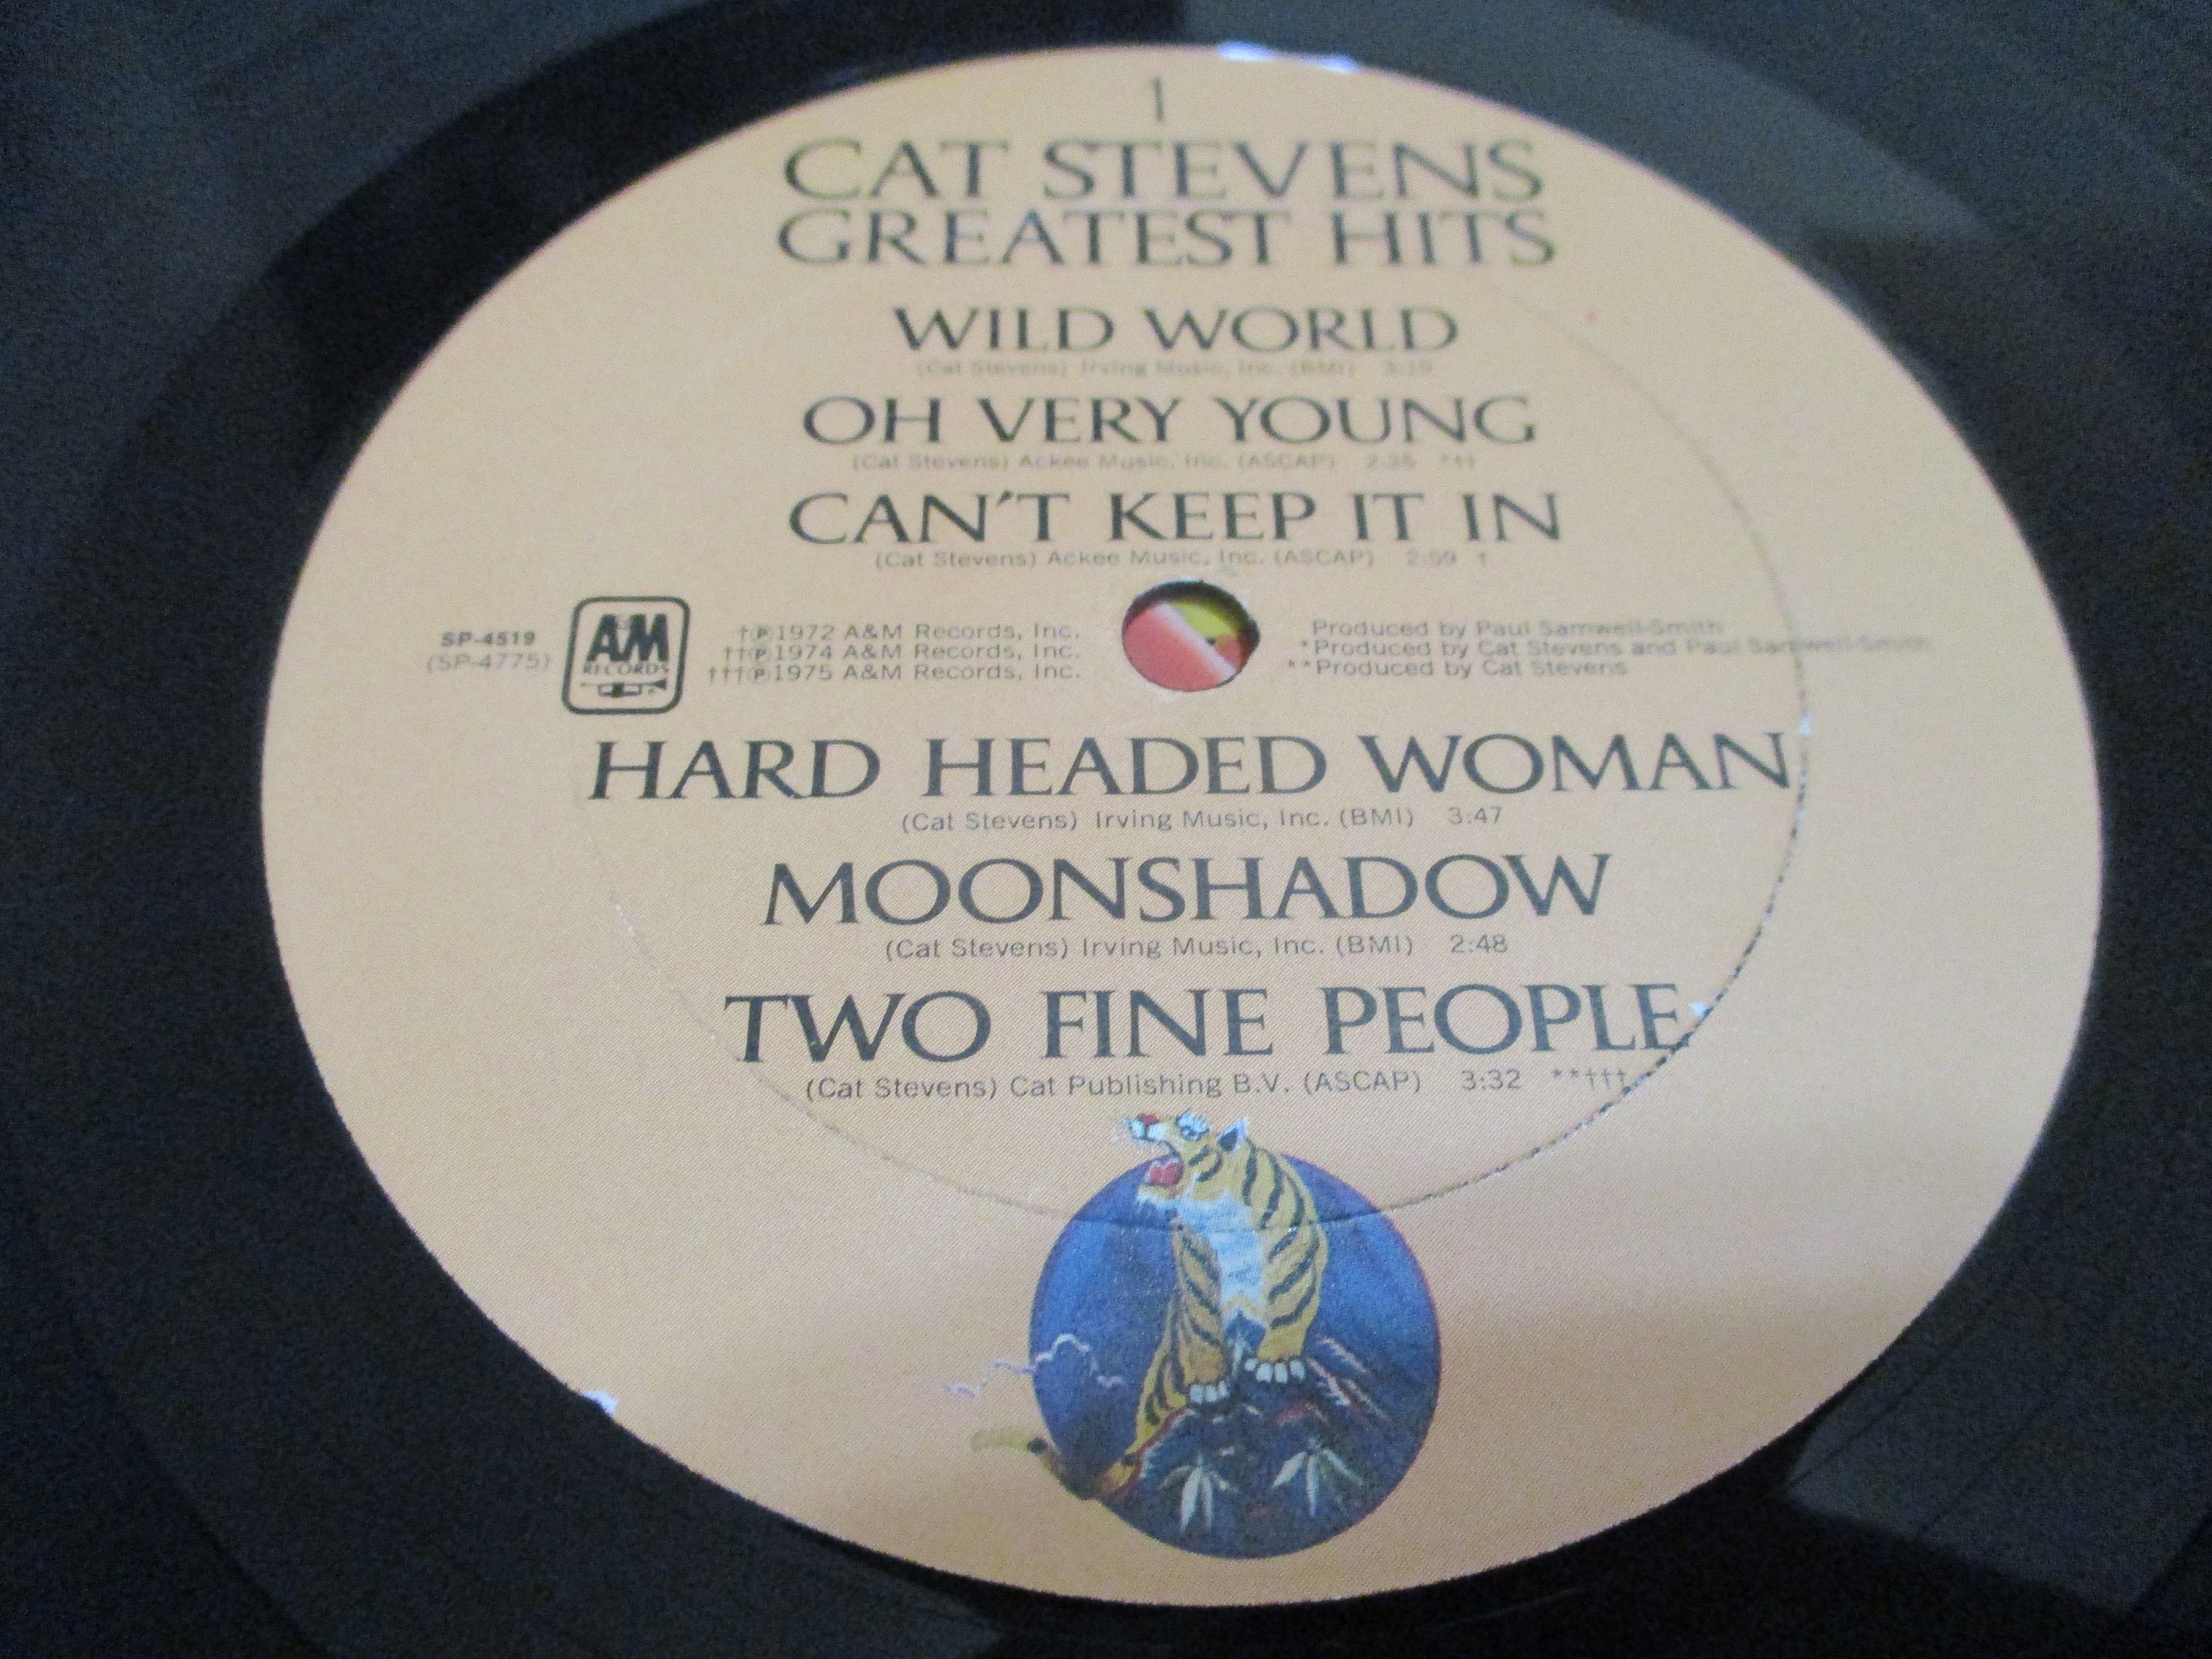 1
CAT STEVENS
GREATEST HITS
WILD WORLD
(Cat Stevens) Irving Music, Inc. (BMI) 3:19
OH VERY YOUNG
(Cat Stevens) Ackee Music, Inc. (ASCAP) 2:35 *††
CAN'T KEEP IT IN
(Cat Stevens) Ackee Music, Inc. (ASCAP) 2:59 †
SP-4519
(SP-4775)
A&M
RECORDS
†℗1972 A&M Records, Inc.
††℗1974 A&M Records, Inc.
†††℗1975 A&M Records, Inc.
Produced by Paul Samwell-Smith
*Produced by Cat Stevens and Paul Samwell-Smith
**Produced by Cat Stevens
HARD HEADED WOMAN
(Cat Stevens) Irving Music, Inc. (BMI) 3:47
MOONSHADOW
(Cat Stevens) Irving Music, Inc. (BMI) 2:48
TWO FINE PEOPLE
(Cat Stevens) Cat Publishing B.V. (ASCAP) 3:32 **†††